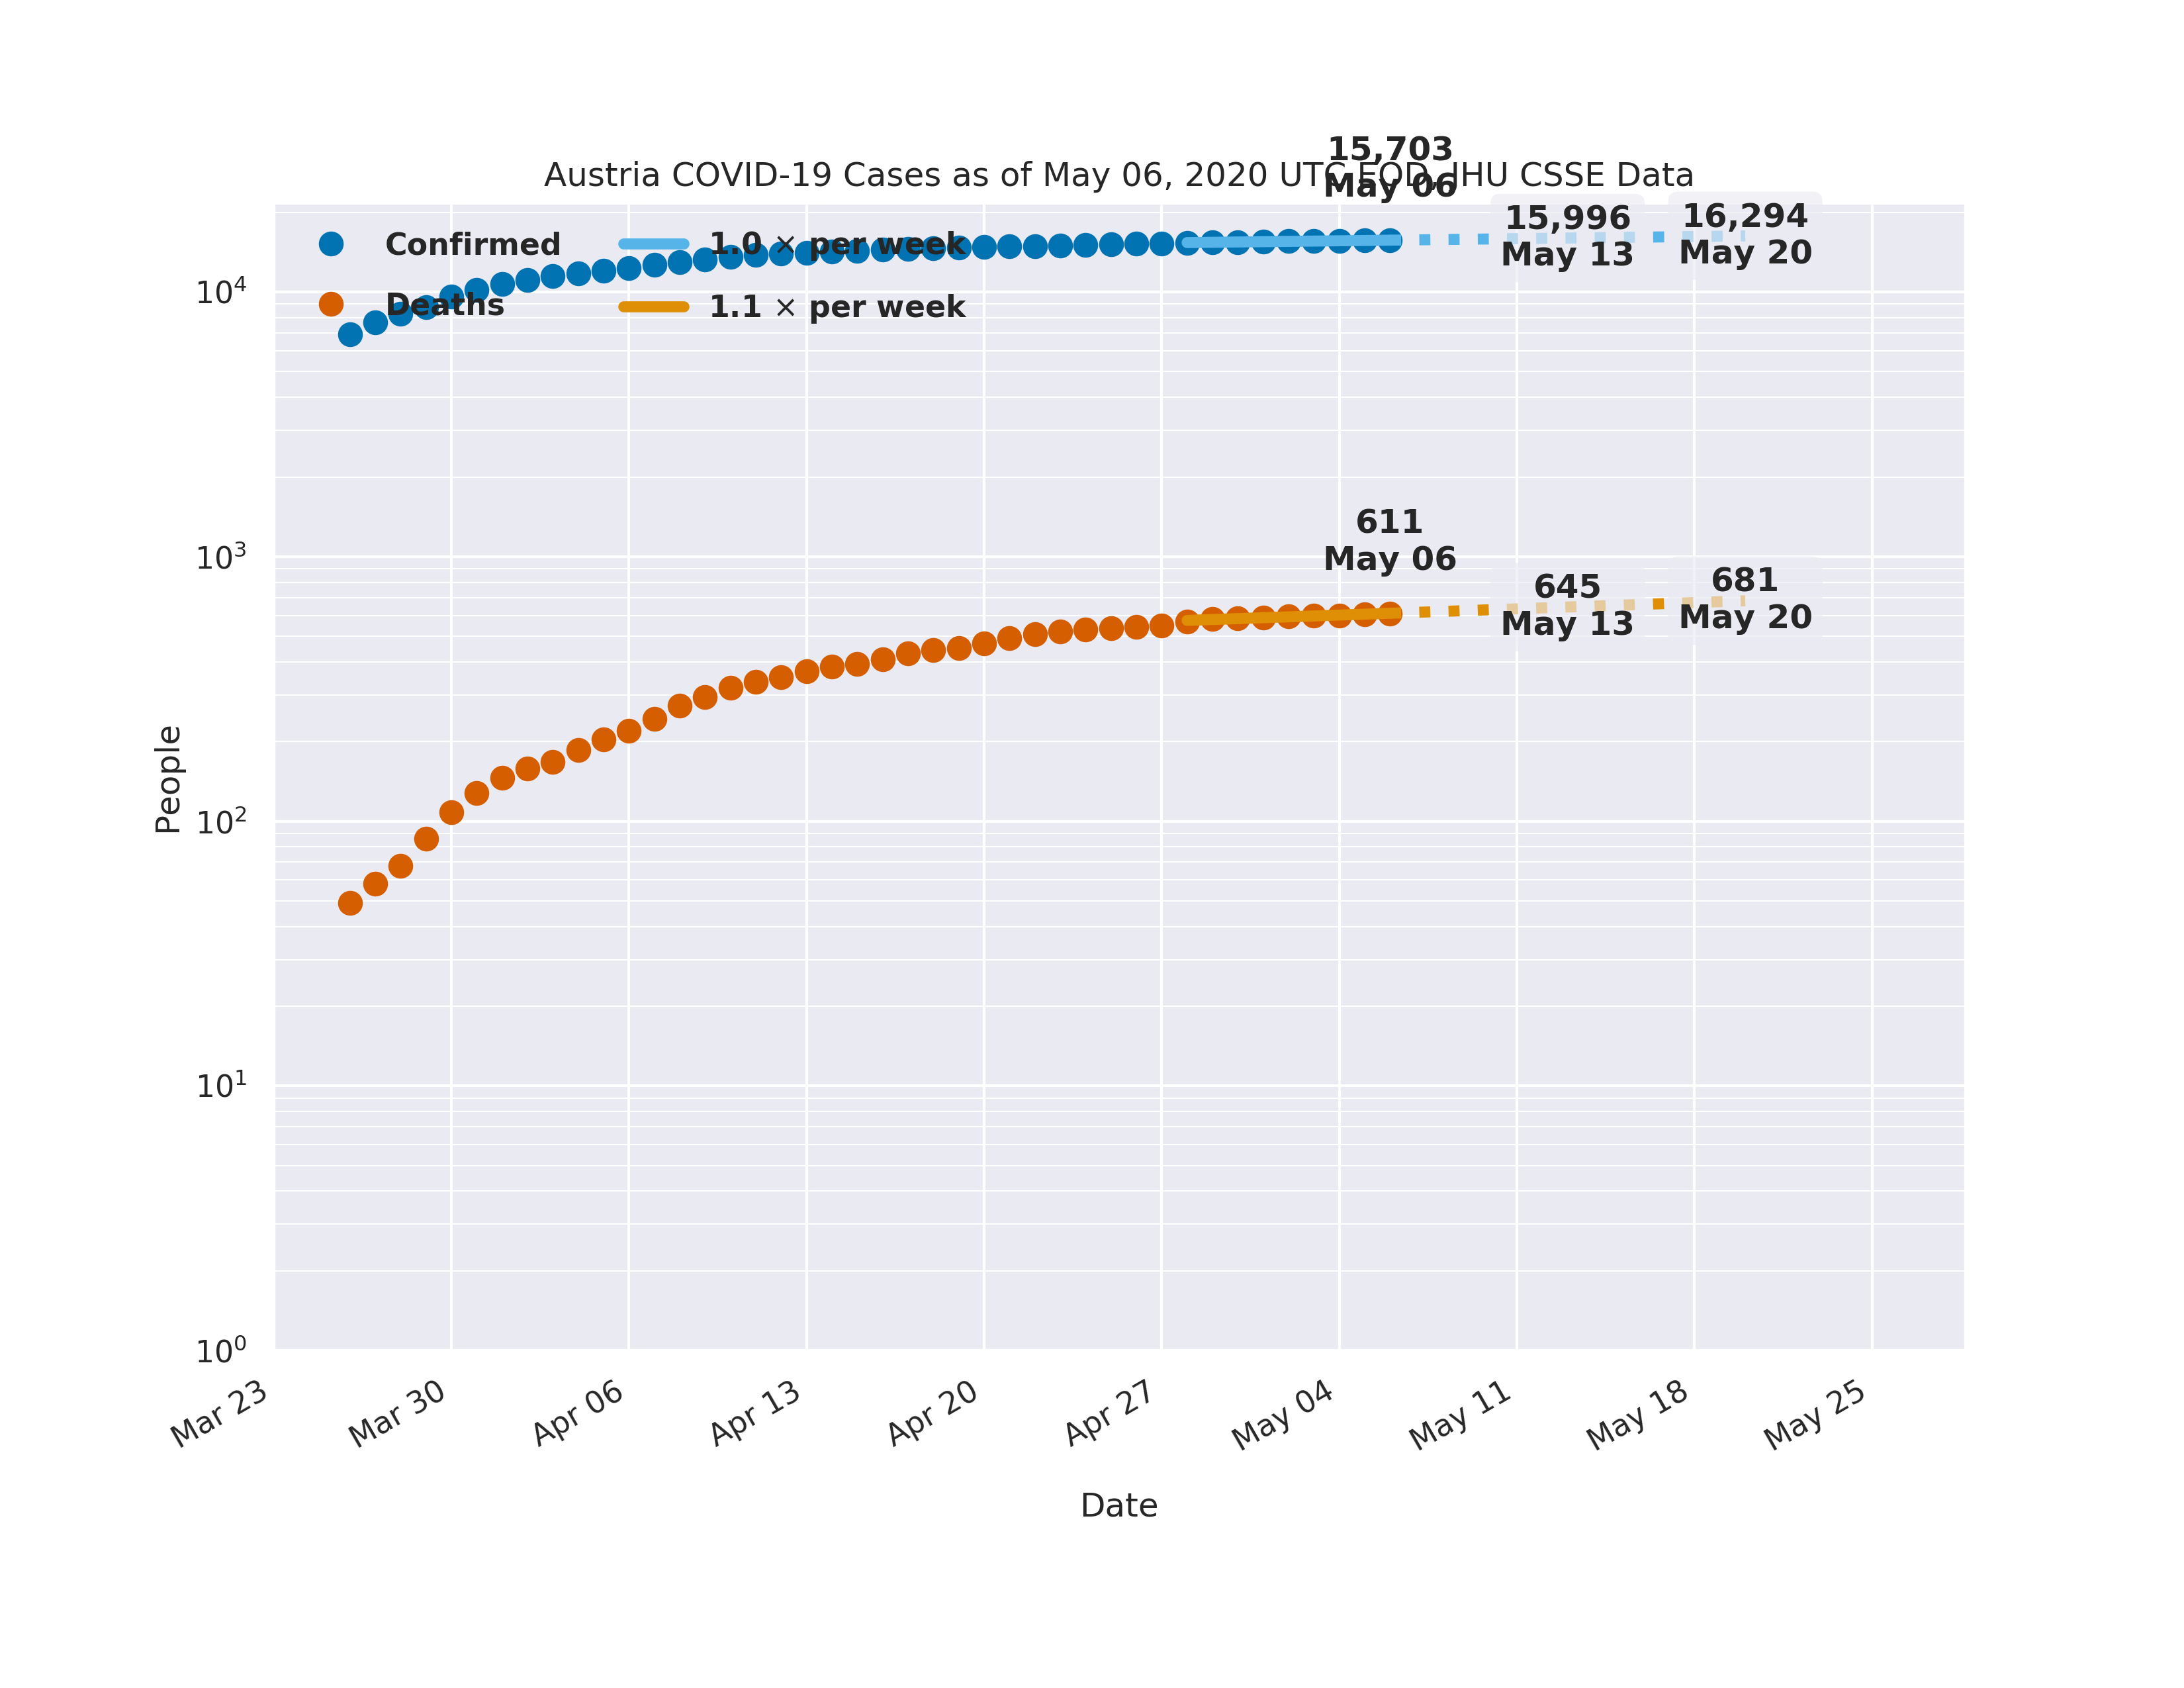 15,703
May 06
Austria COVID-19 Cases as of May 06, 2020 UTC EOD, JHU CSSE Data
15,996
May 13
16,294
May 20
Confirmed
1.0 × per week
Deaths
1.1 × per week
611
May 06
645
May 13
681
May 20
People
10⁴
10³
10²
10¹
10⁰
Mar 23
Mar 30
Apr 06
Apr 13
Apr 20
Apr 27
May 04
May 11
May 18
May 25
Date